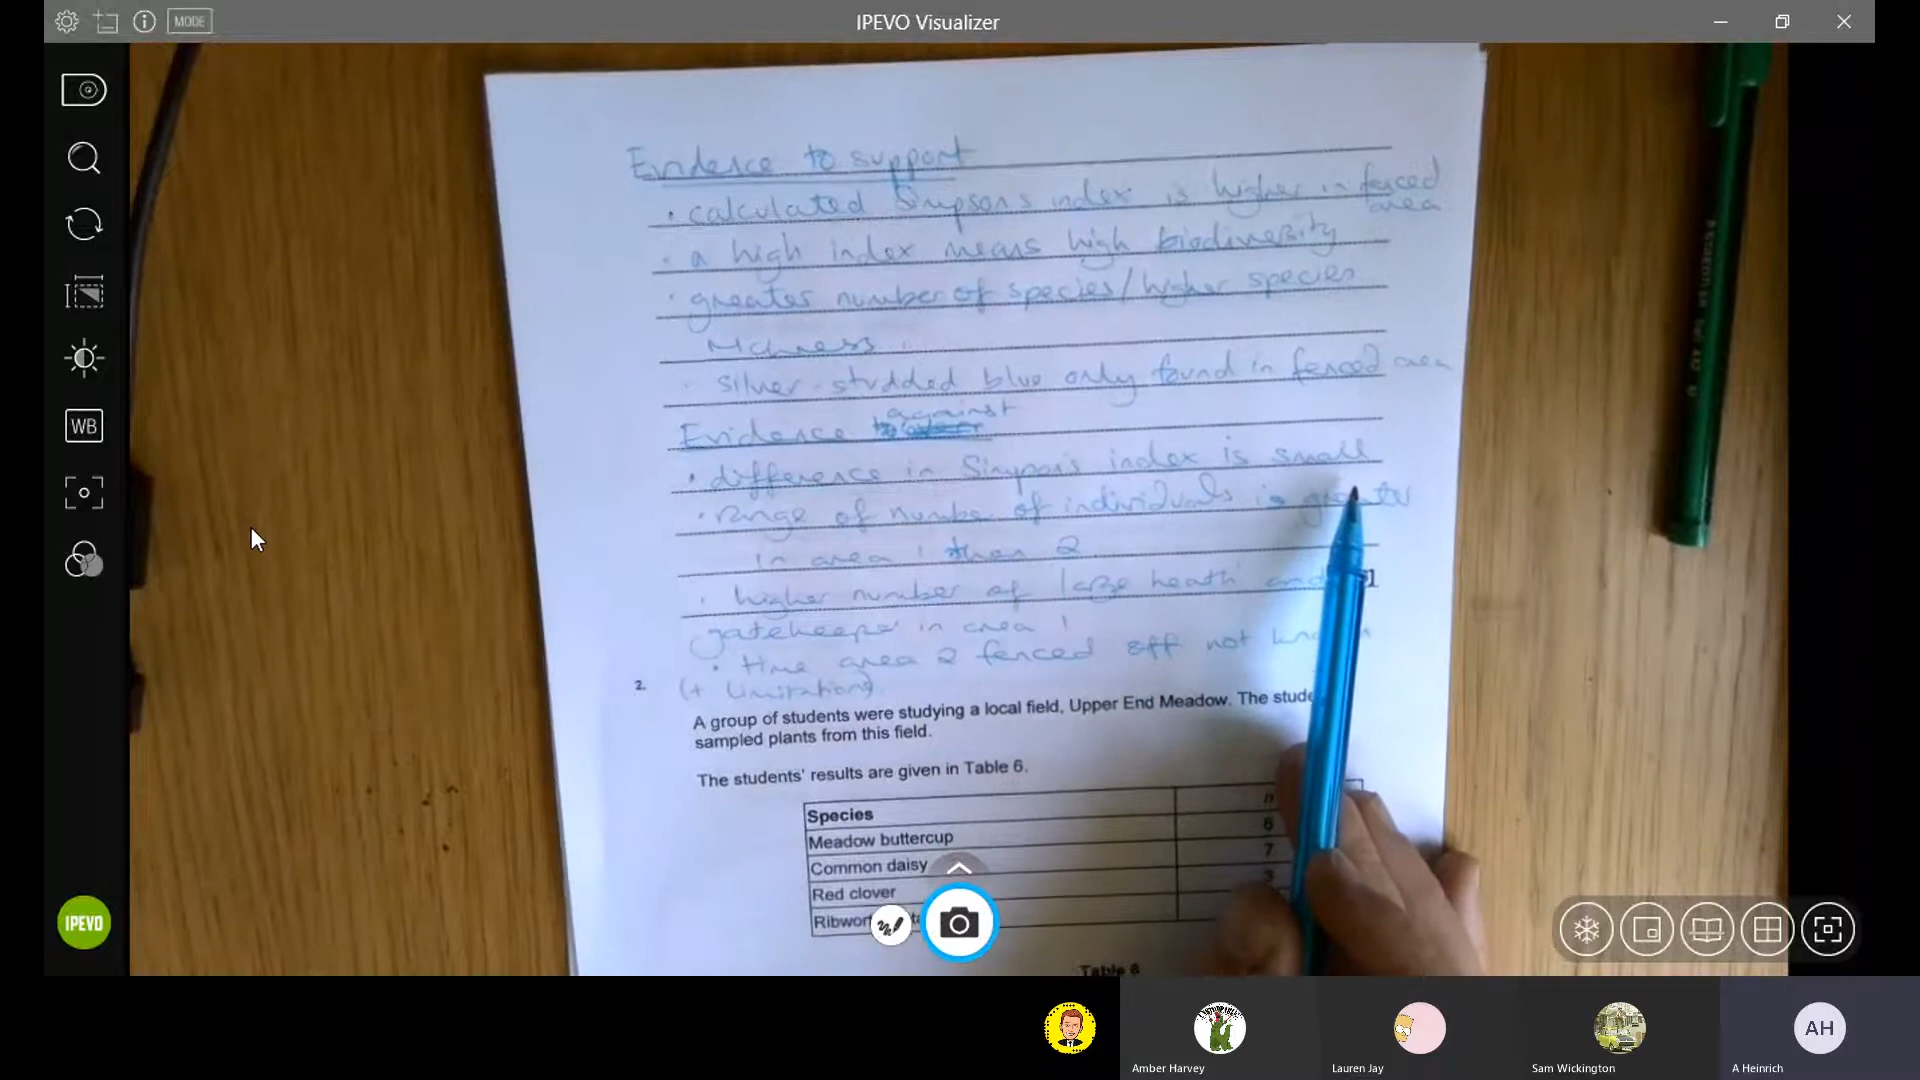 MODE
IPEVO Visualizer
Evidence to support
· calculated Simpsons index is higher in fenced
area
· a high index means high biodiversity
· greater number of species/higher species
richness.
· silver-studded blue only found in fenced area
against
Evidence
· difference in Simpson's index is small
· range of number of individuals is greater
in area 1 than 2
· higher number of large heath and
gatekeeper in area 1
· time area 2 fenced off not
(+ limitation)
2.
A group of students were studying a local field, Upper End Meadow. The
sampled plants from this field.
The students' results are given in Table 6.
Species n
Meadow buttercup 6
Common daisy 7
Red clover 3
Table 6
WB
IPEVO
Amber Harvey
Lauren Jay
Sam Wickington
AH
A Heinrich